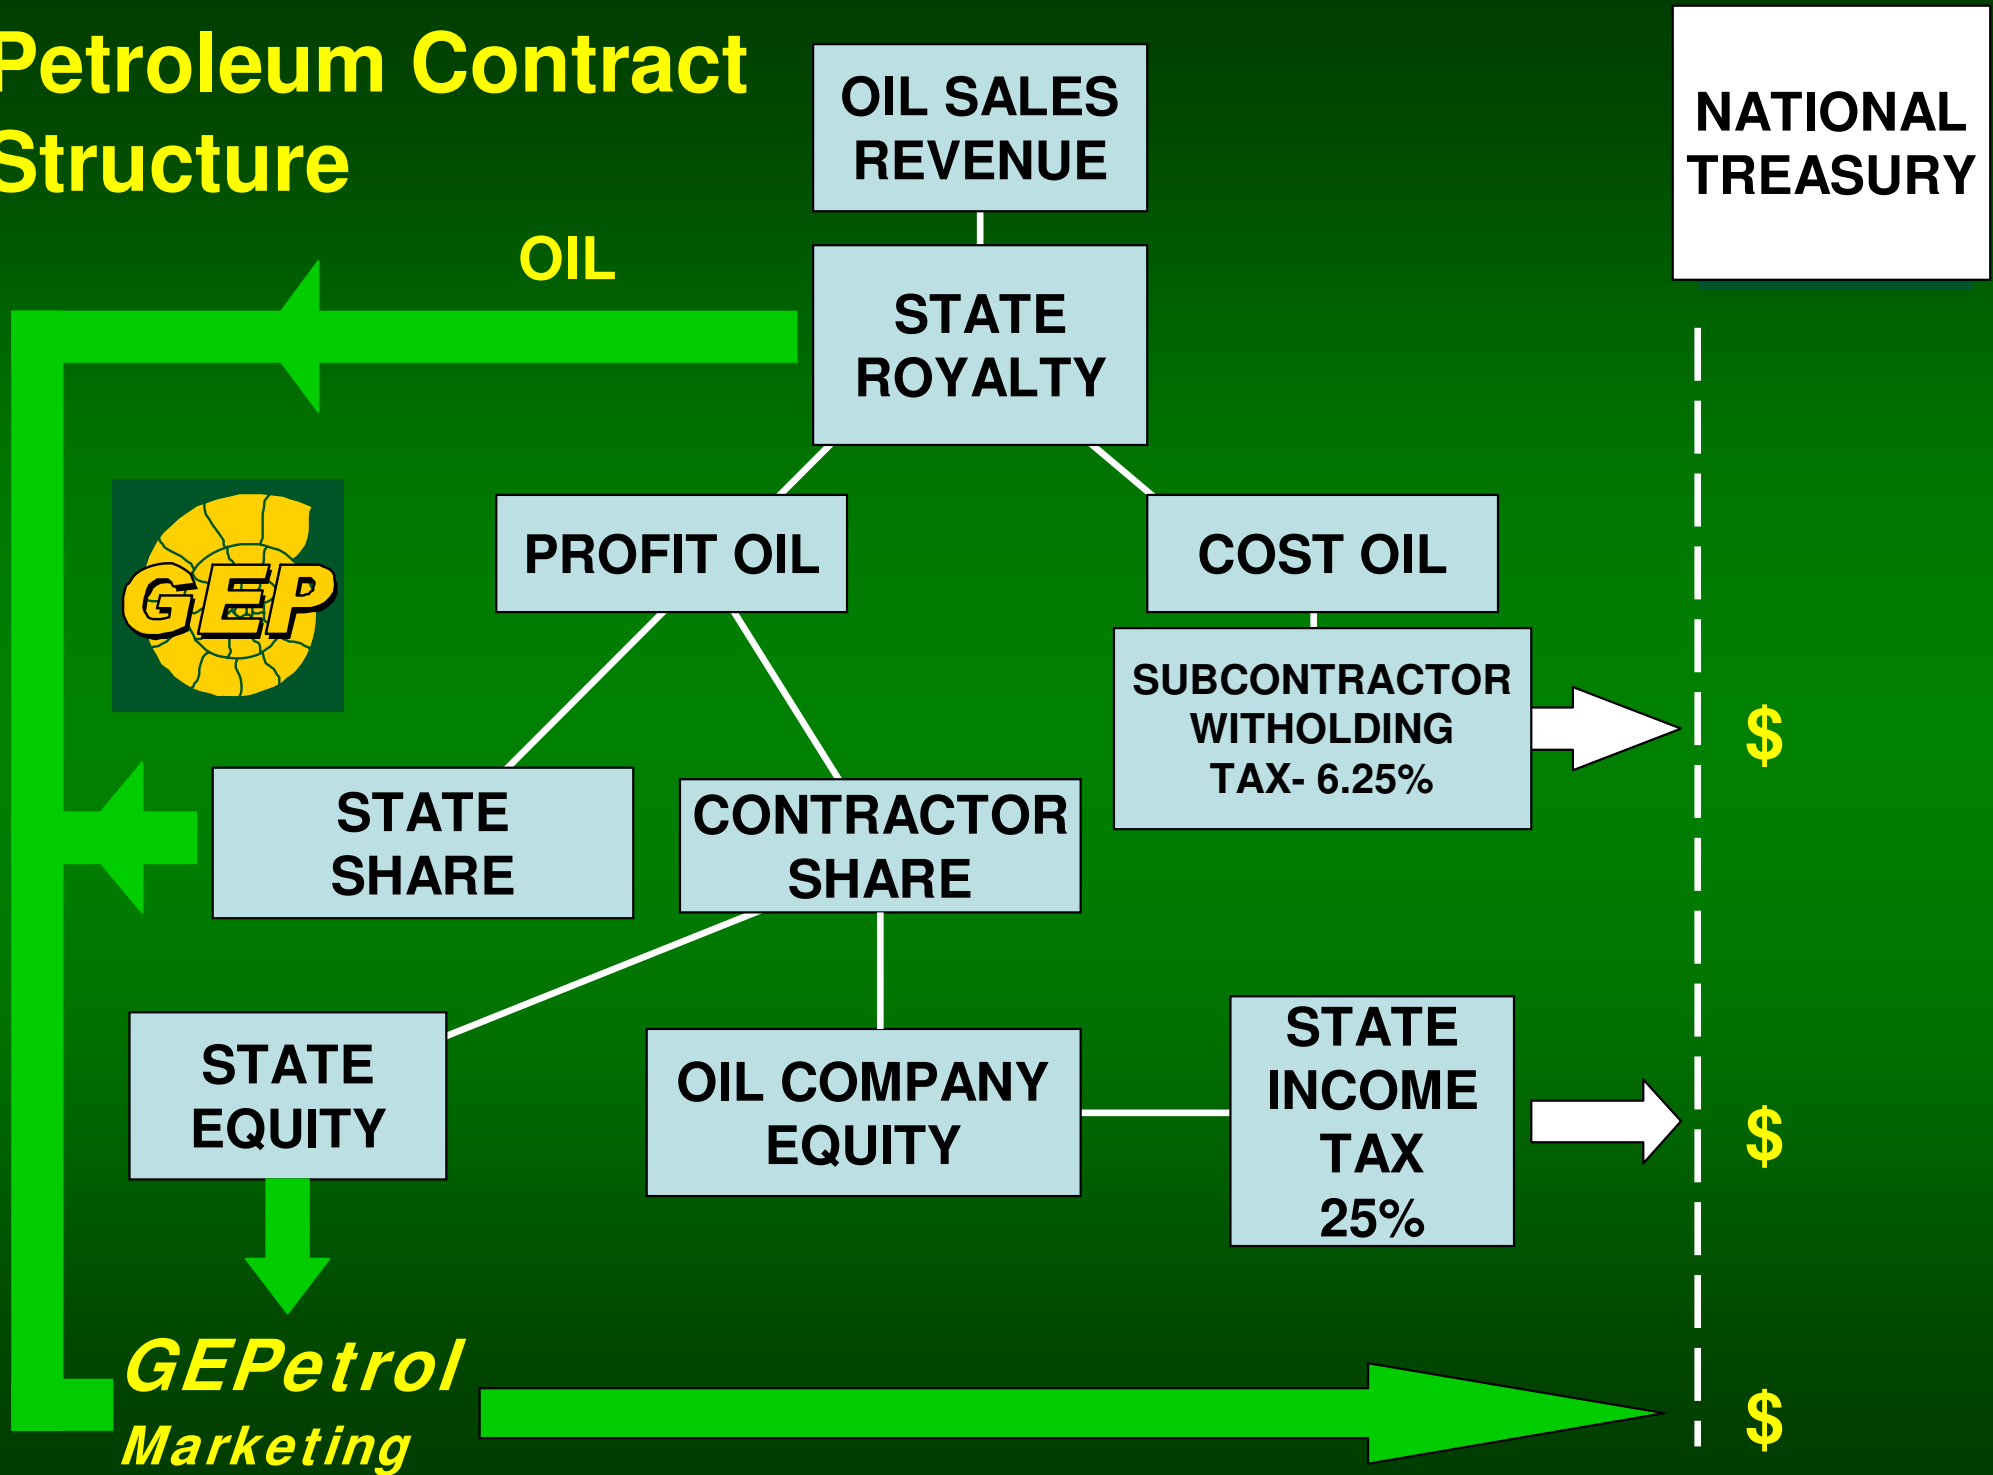 Petroleum Contract
Structure
OIL SALES
REVENUE
NATIONAL
TREASURY
OIL
STATE
ROYALTY
PROFIT OIL
COST OIL
GEP
SUBCONTRACTOR
WITHOLDING
TAX- 6.25%
$
STATE
SHARE
CONTRACTOR
SHARE
STATE
EQUITY
OIL COMPANY
EQUITY
STATE
INCOME
TAX
25%
$
GEPetrol
Marketing
$